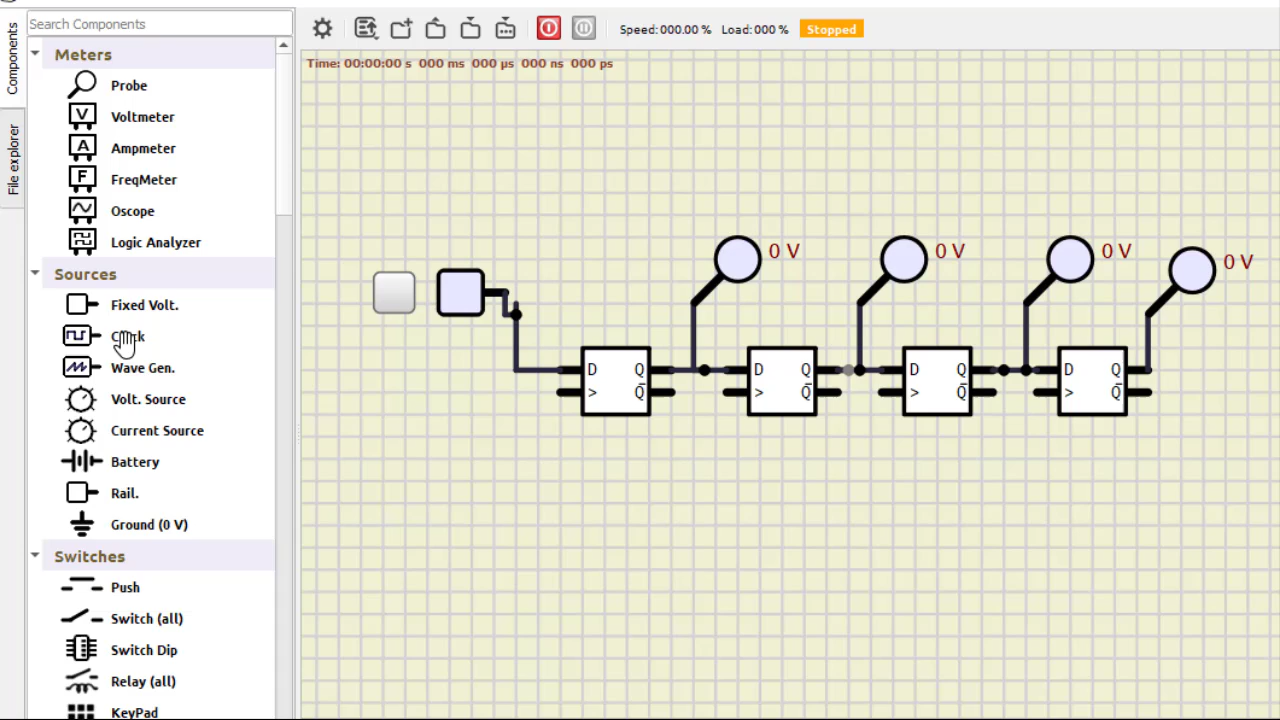 Search Components
Components
File explorer
Meters
Probe
V Voltmeter
A Ampmeter
F FreqMeter
Oscope
Logic Analyzer
Sources
Fixed Volt.
Wave Gen.
Volt. Source
Current Source
Battery
Rail.
Ground (0 V)
Switches
Push
Switch (all)
Switch Dip
Relay (all)
KeyPad
Speed:000.00 % Load:000 % Stopped
Time: 00:00:00 s 000 ms 000 µs 000 ns 000 ps
0 V 0 V 0 V 0 V
D Q D Q D Q D Q
> Q̅ > Q̅ > Q̅ > Q̅